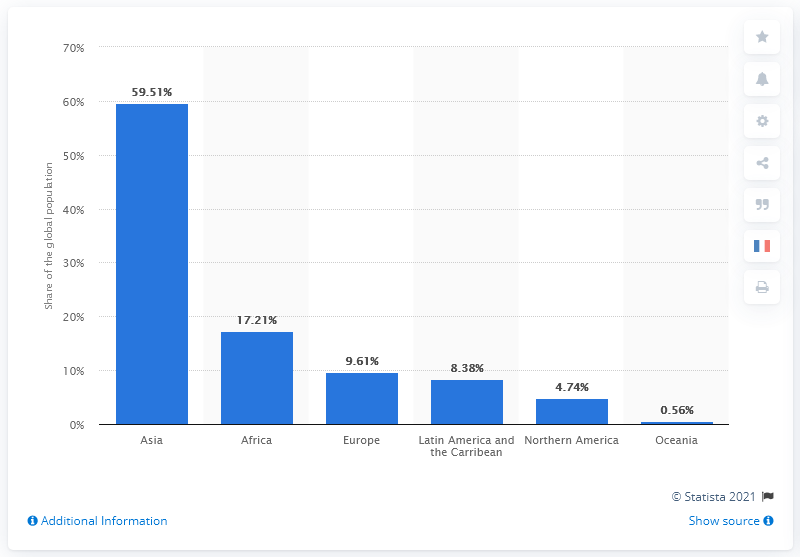 70%
60%
50%
40%
30%
20%
10%
0%
Share of the global population
59.51%
17.21%
9.61%
8.38%
4.74%
0.56%
Asia
Africa
Europe
Latin America and
the Carribean
Northern America
Oceania
© Statista 2021
Additional Information
Show source